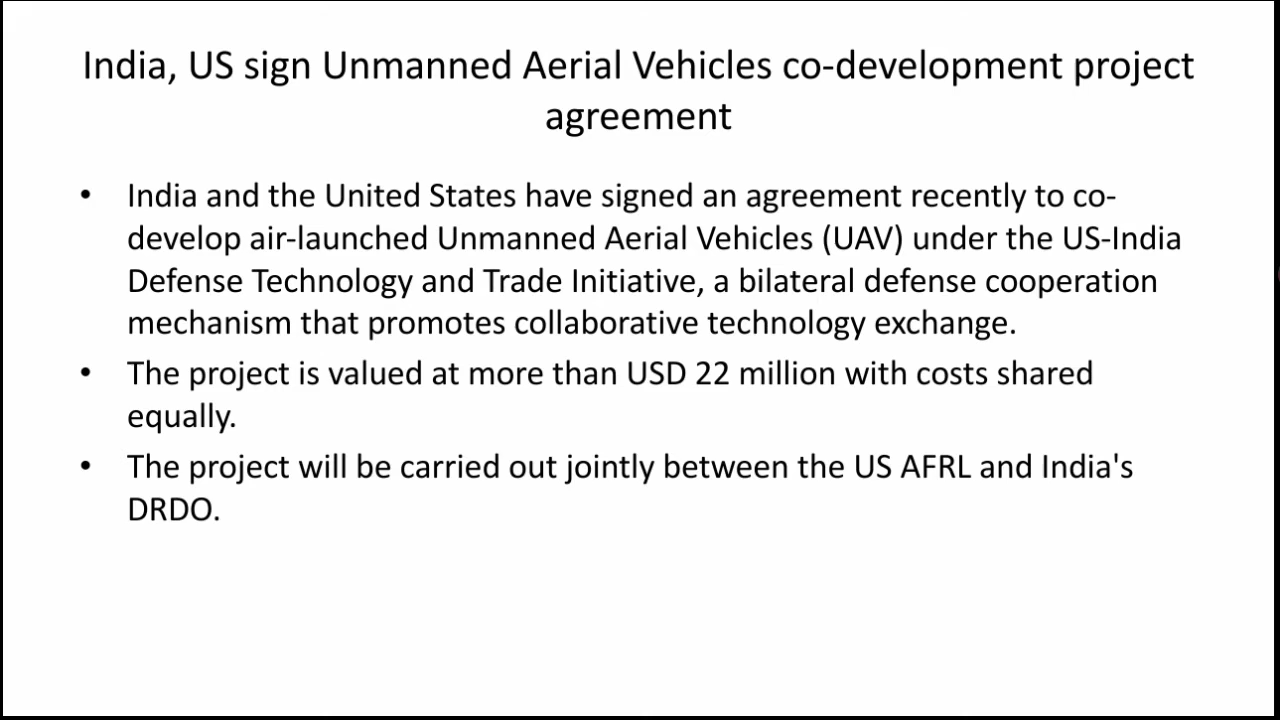 India, US sign Unmanned Aerial Vehicles co-development project
agreement
• India and the United States have signed an agreement recently to co-
develop air-launched Unmanned Aerial Vehicles (UAV) under the US-India
Defense Technology and Trade Initiative, a bilateral defense cooperation
mechanism that promotes collaborative technology exchange.
• The project is valued at more than USD 22 million with costs shared
equally.
• The project will be carried out jointly between the US AFRL and India's
DRDO.